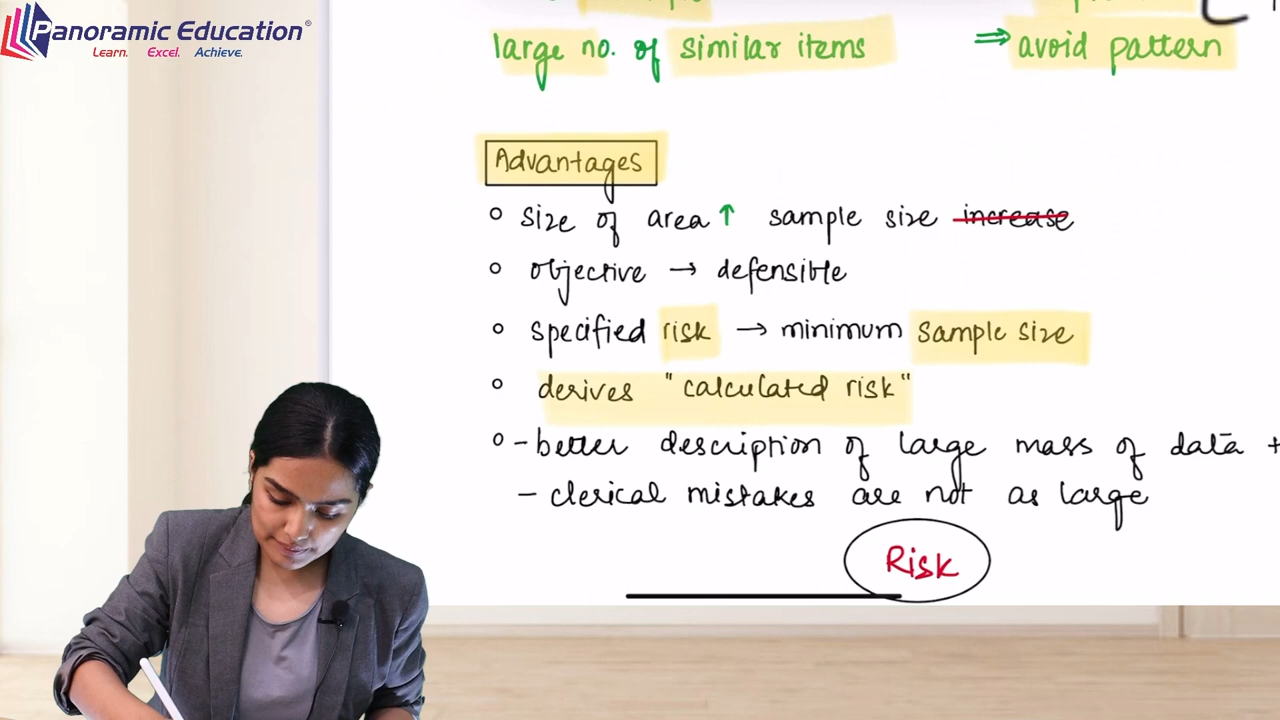 Panoramic Education®
Learn. Excel. Achieve.
large no. of similar items ⇒ avoid pattern
Advantages
○ size of area ↑ sample size increase
○ objective → defensible
○ specified risk → minimum sample size
○ derives "calculated risk"
○ - better description of large mass of data +
- clerical mistakes are not as large
Risk